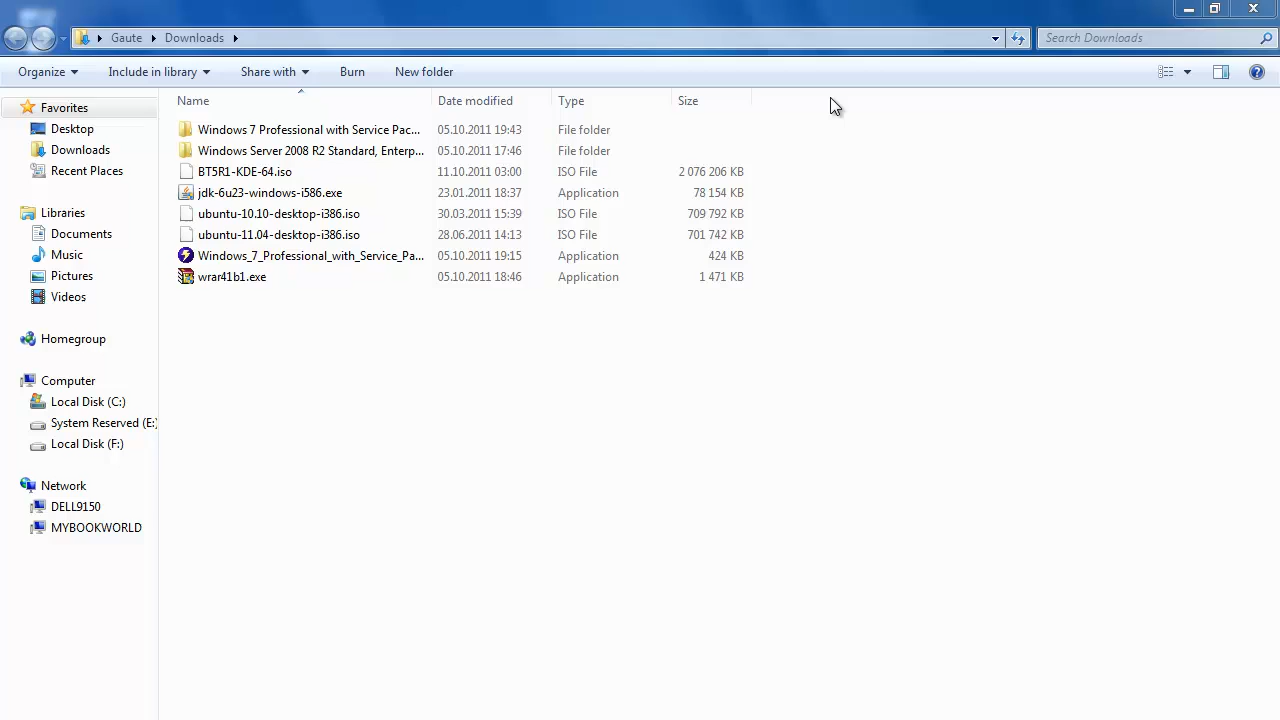 Gaute Downloads
Search Downloads
Organize Include in library Share with Burn New folder
Name Date modified Type Size
Windows 7 Professional with Service Pac... 05.10.2011 19:43 File folder
Windows Server 2008 R2 Standard, Enterp... 05.10.2011 17:46 File folder
BT5R1-KDE-64.iso 11.10.2011 03:00 ISO File 2 076 206 KB
jdk-6u23-windows-i586.exe 23.01.2011 18:37 Application 78 154 KB
ubuntu-10.10-desktop-i386.iso 30.03.2011 15:39 ISO File 709 792 KB
ubuntu-11.04-desktop-i386.iso 28.06.2011 14:13 ISO File 701 742 KB
Windows_7_Professional_with_Service_Pa... 05.10.2011 19:15 Application 424 KB
wrar41b1.exe 05.10.2011 18:46 Application 1 471 KB
Favorites
Desktop
Downloads
Recent Places
Libraries
Documents
Music
Pictures
Videos
Homegroup
Computer
Local Disk (C:)
System Reserved (E:)
Local Disk (F:)
Network
DELL9150
MYBOOKWORLD